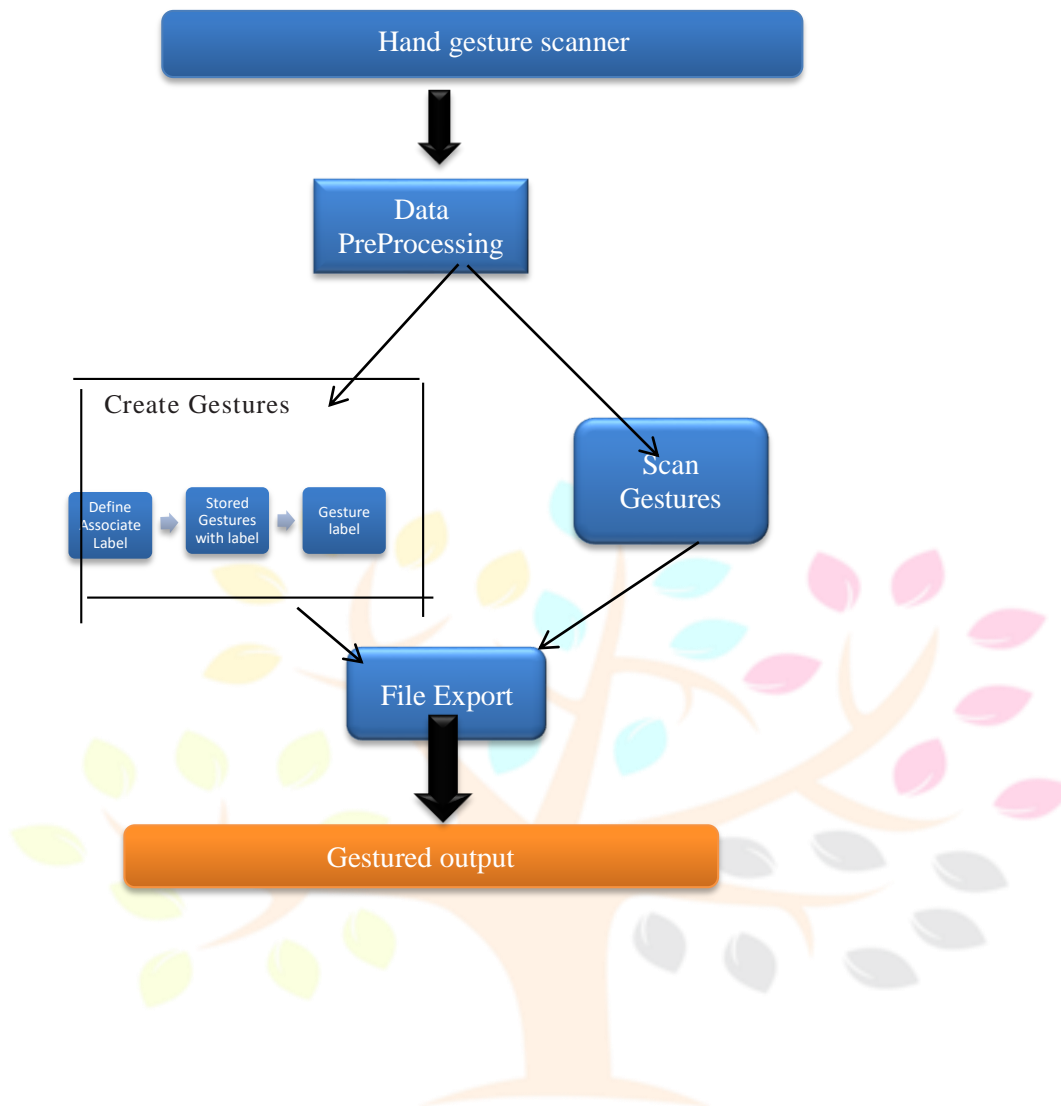 Hand gesture scanner
Data
PreProcessing
Create Gestures
Define
Associate
Label
Stored
Gestures
with label
Gesture
label
Scan
Gestures
File Export
Gestured output